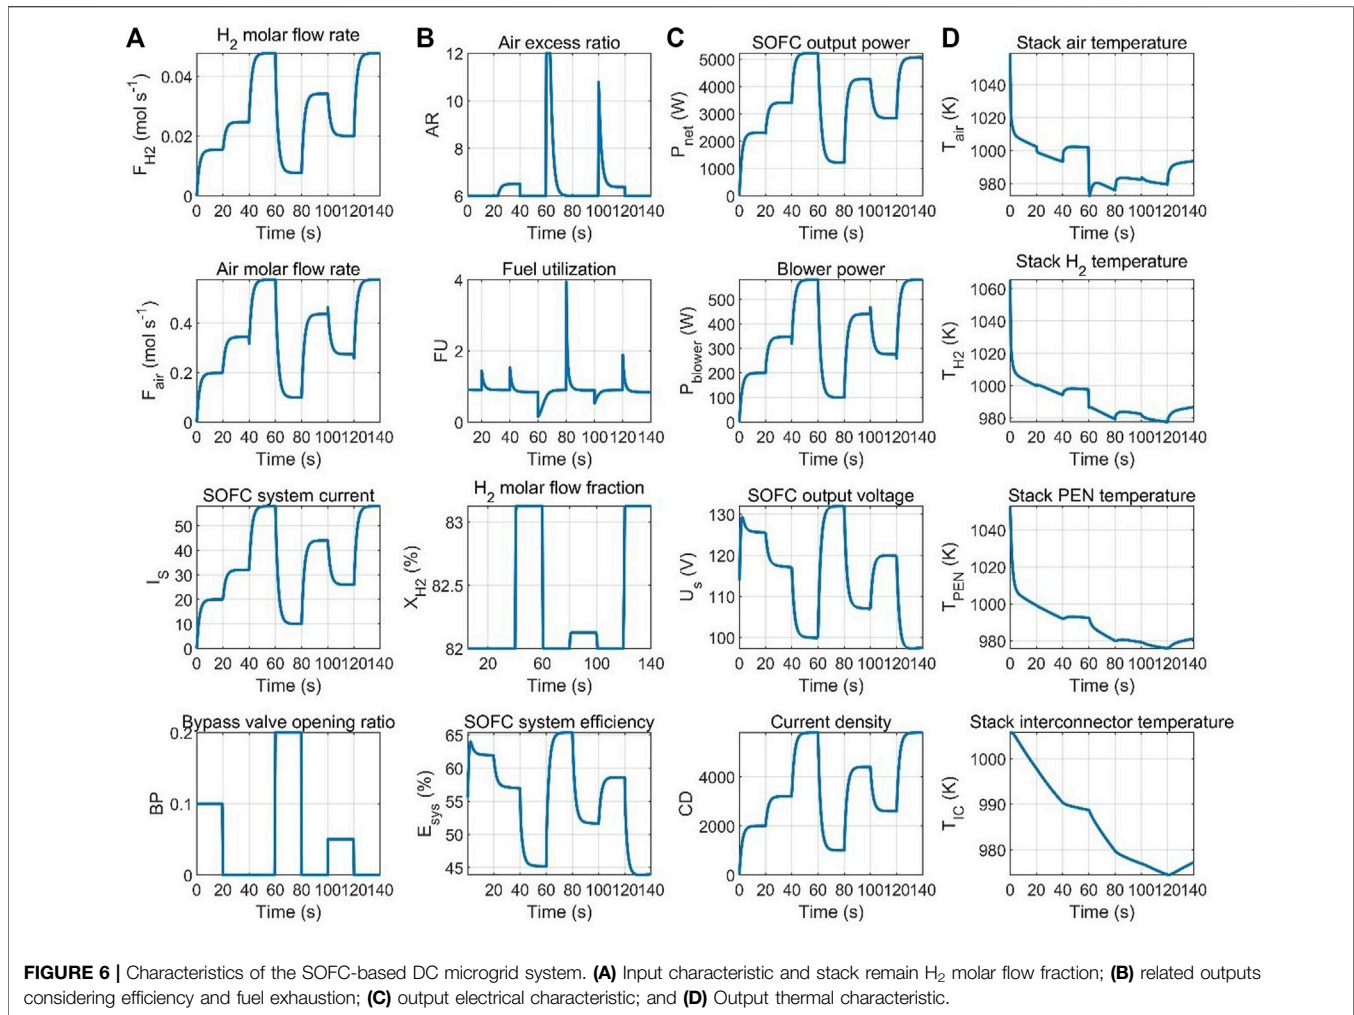 A
H2 molar flow rate
0.04
0.02
0
F_H2 (mol s⁻¹)
0 20 40 60 80 100120140
Time (s)
Air molar flow rate
0.4
0.2
0
F_air (mol s⁻¹)
0 20 40 60 80 100120140
Time (s)
SOFC system current
50
40
30
20
10
0
I_S
0 20 40 60 80 100120140
Time (s)
Bypass valve opening ratio
0.2
0.1
0
BP
0 20 40 60 80 100120140
Time (s)
B
Air excess ratio
12
10
8
6
AR
0 20 40 60 80 100120140
Time (s)
Fuel utilization
4
2
0
FU
20 40 60 80 100120140
Time (s)
H2 molar flow fraction
83
82.5
82
X_H2 (%)
20 60 100 140
Time (s)
SOFC system efficiency
65
60
55
50
45
E_sys (%)
20 40 60 80 100120140
Time (s)
C
SOFC output power
5000
4000
3000
2000
1000
0
P_net (W)
0 20 40 60 80 100120140
Time (s)
Blower power
500
400
300
200
100
0
P_blower (W)
0 20 40 60 80 100120140
Time (s)
SOFC output voltage
130
120
110
100
U_s (V)
0 20 40 60 80 100120140
Time (s)
Current density
4000
2000
0
CD
0 20 40 60 80 100120140
Time (s)
D
Stack air temperature
1040
1020
1000
980
T_air (K)
0 20 40 60 80 100120140
Time (s)
Stack H2 temperature
1060
1040
1020
1000
980
T_H2 (K)
0 20 40 60 80 100120140
Time (s)
Stack PEN temperature
1040
1020
1000
980
T_PEN (K)
0 20 40 60 80 100120140
Time (s)
Stack interconnector temperature
1000
990
980
T_IC (K)
0 20 40 60 80 100120140
Time (s)
FIGURE 6 | Characteristics of the SOFC-based DC microgrid system. (A) Input characteristic and stack remain H2 molar flow fraction; (B) related outputs
considering efficiency and fuel exhaustion; (C) output electrical characteristic; and (D) Output thermal characteristic.